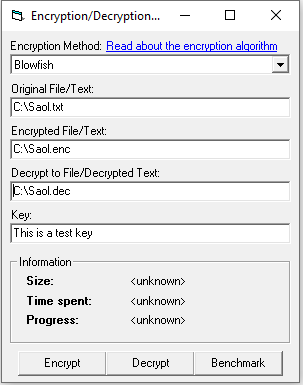 Encryption/Decryption...
Encryption Method: Read about the encryption algorithm
Blowfish
Original File/Text:
C:\Saol.txt
Encrypted File/Text:
C:\Saol.enc
Decrypt to File/Decrypted Text:
C:\Saol.dec
Key:
This is a test key
Information
Size: <unknown>
Time spent: <unknown>
Progress: <unknown>
Encrypt Decrypt Benchmark